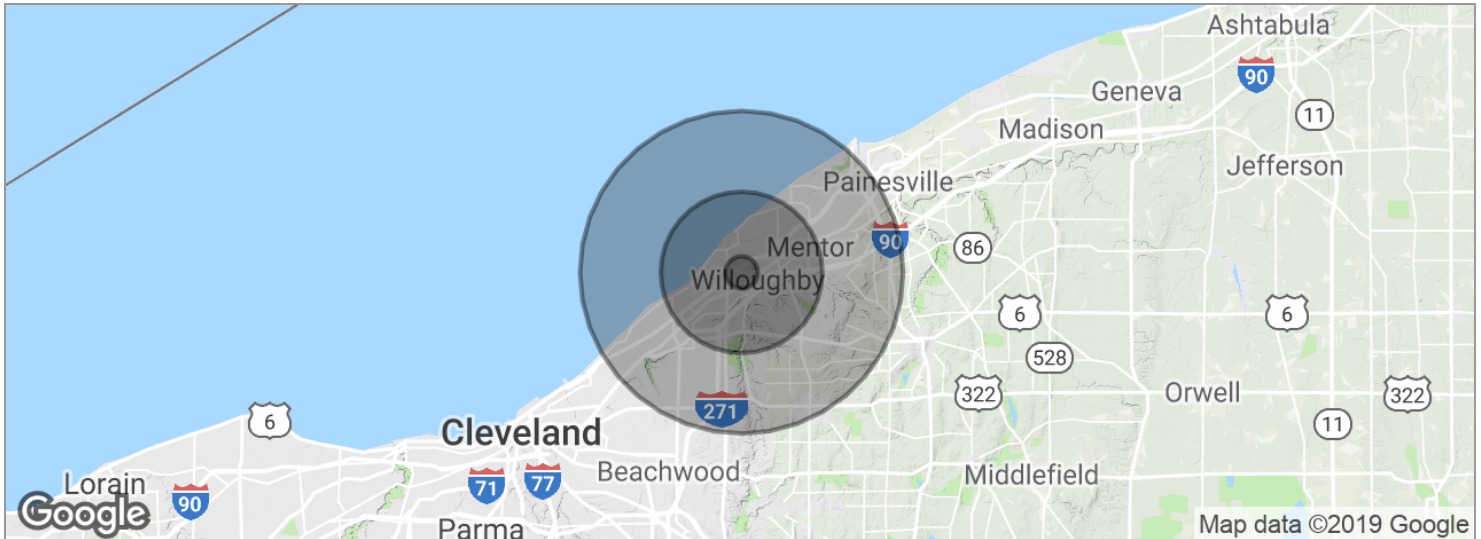 Ashtabula
90
Geneva
11
Madison
Jefferson
Painesville
Mentor
90
86
Willoughby
6
6
528
322
Orwell
322
271
6
11
Cleveland
Beachwood
Middlefield
Lorain
71
77
90
Google
Parma
Map data ©2019 Google